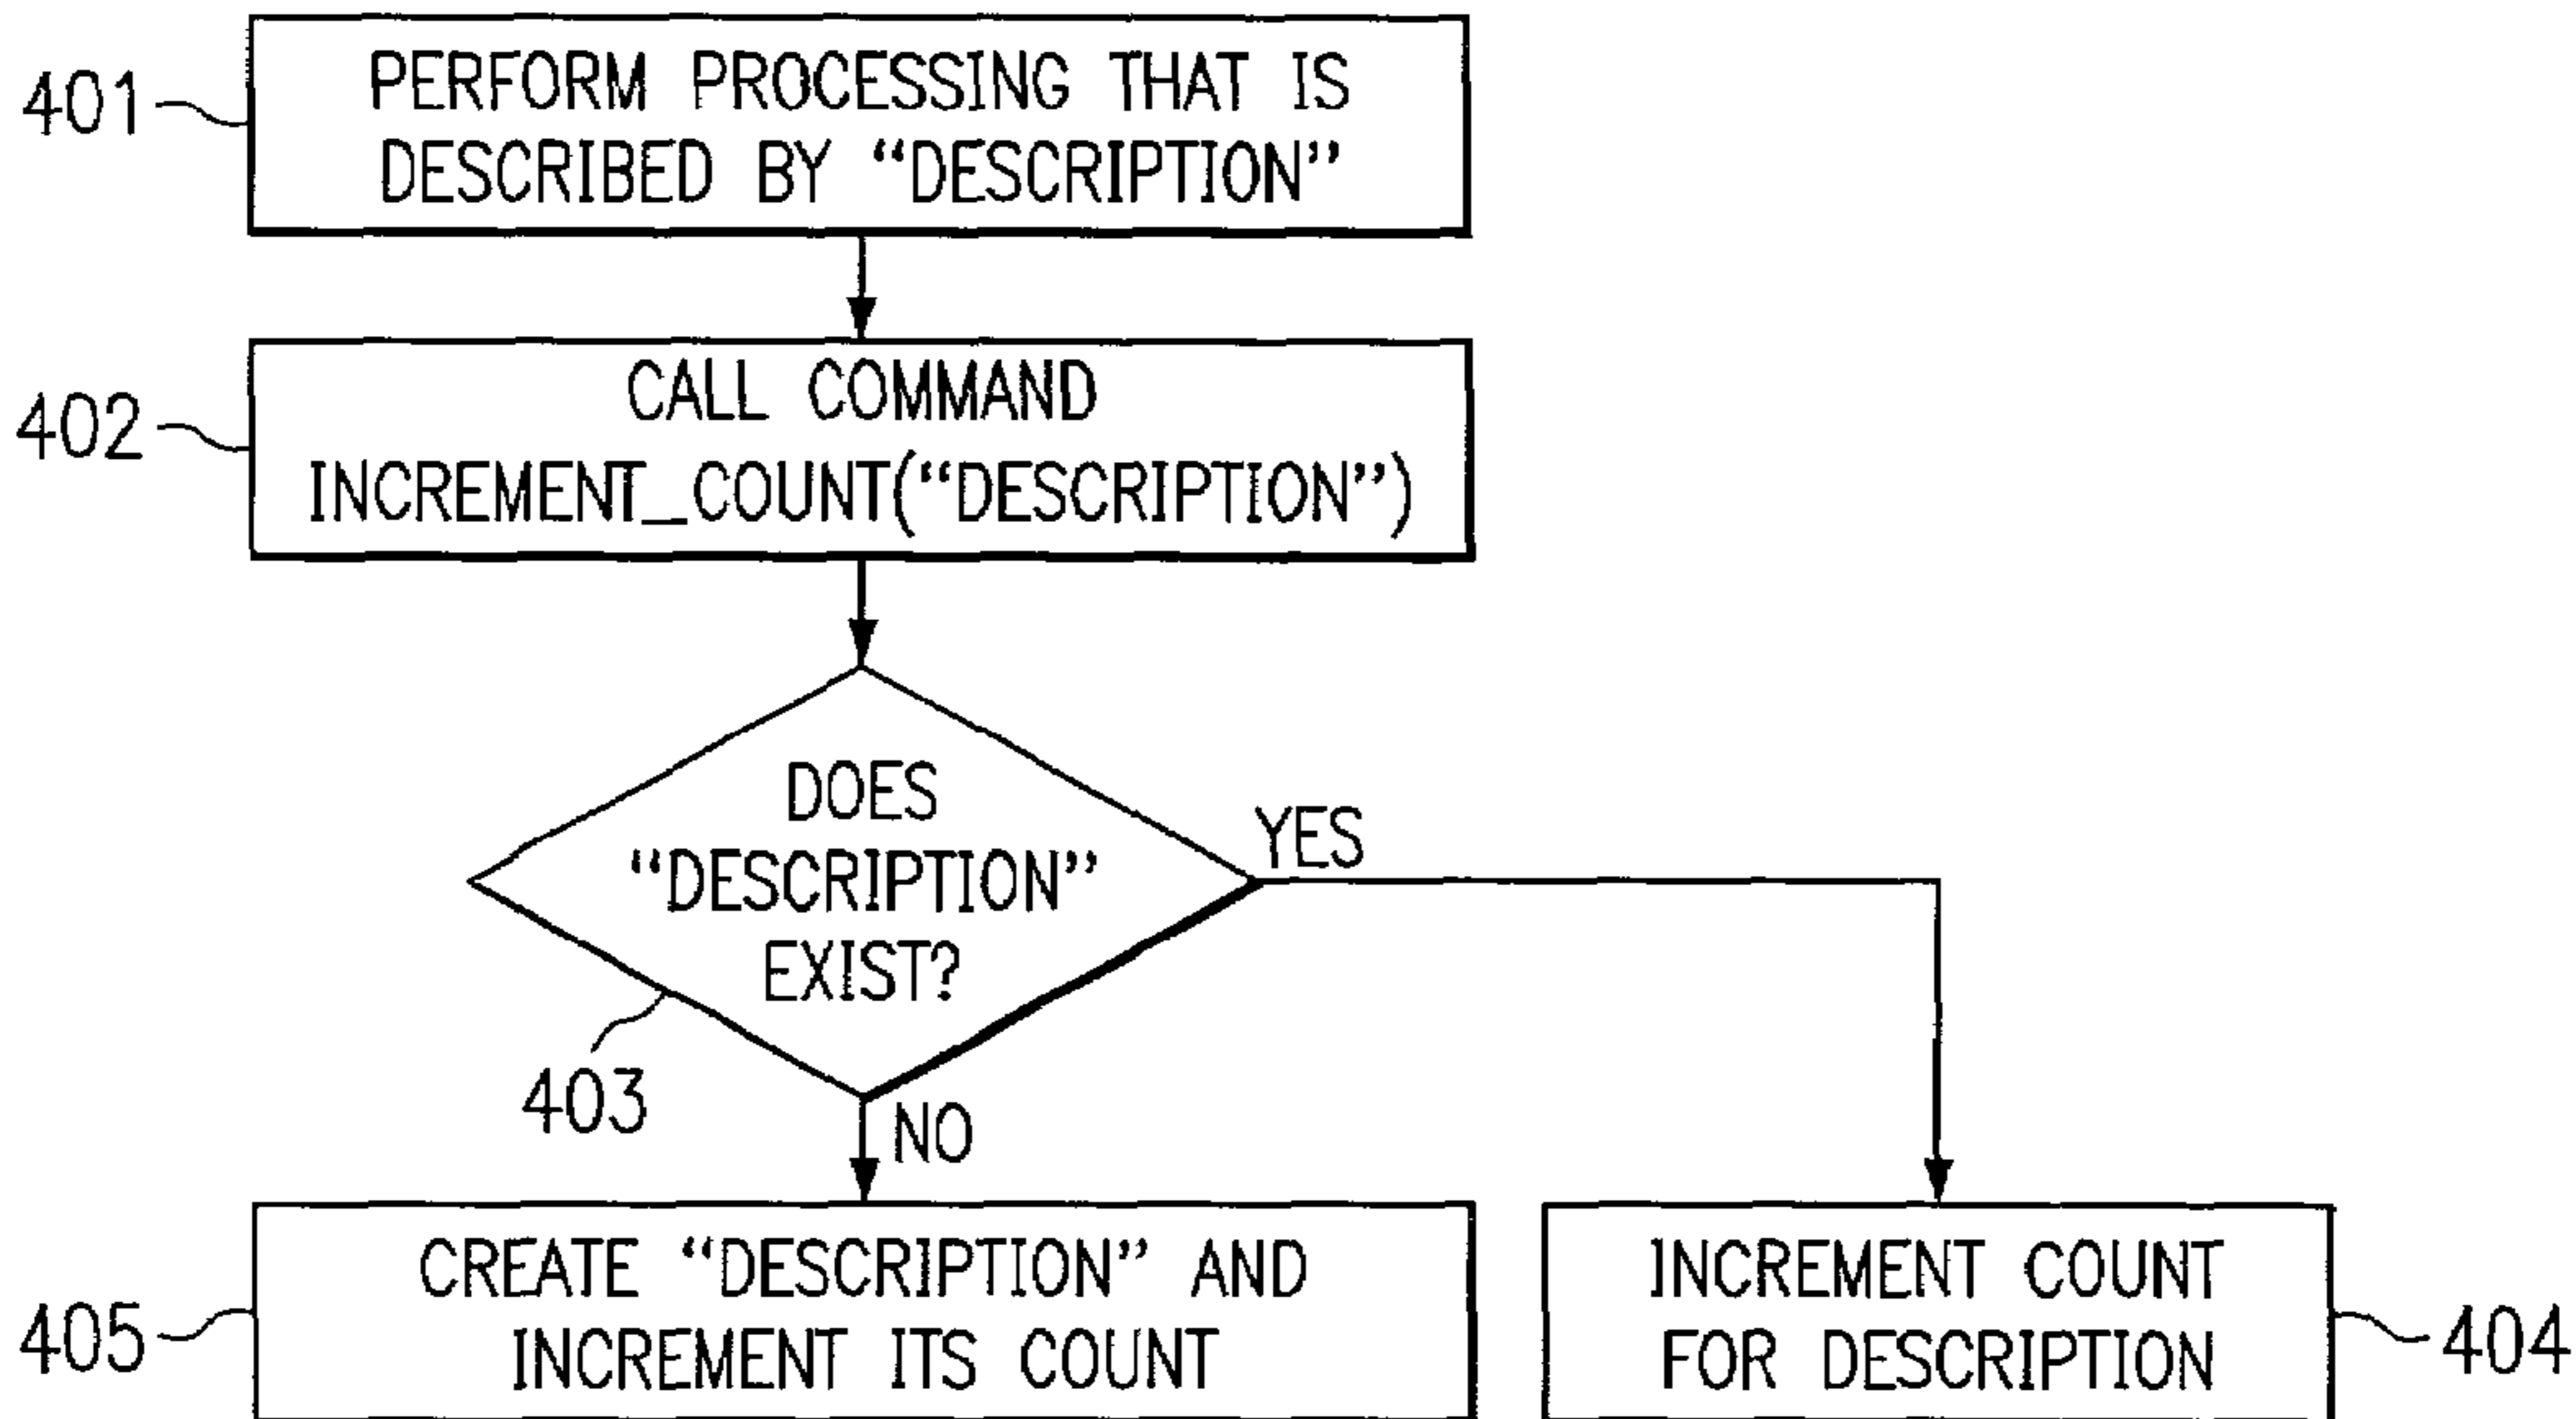 401
PERFORM PROCESSING THAT IS
DESCRIBED BY “DESCRIPTION”
402
CALL COMMAND
INCREMENT_COUNT(“DESCRIPTION”)
DOES
“DESCRIPTION”
EXIST?
YES
403
NO
405
CREATE “DESCRIPTION” AND
INCREMENT ITS COUNT
INCREMENT COUNT
FOR DESCRIPTION
404